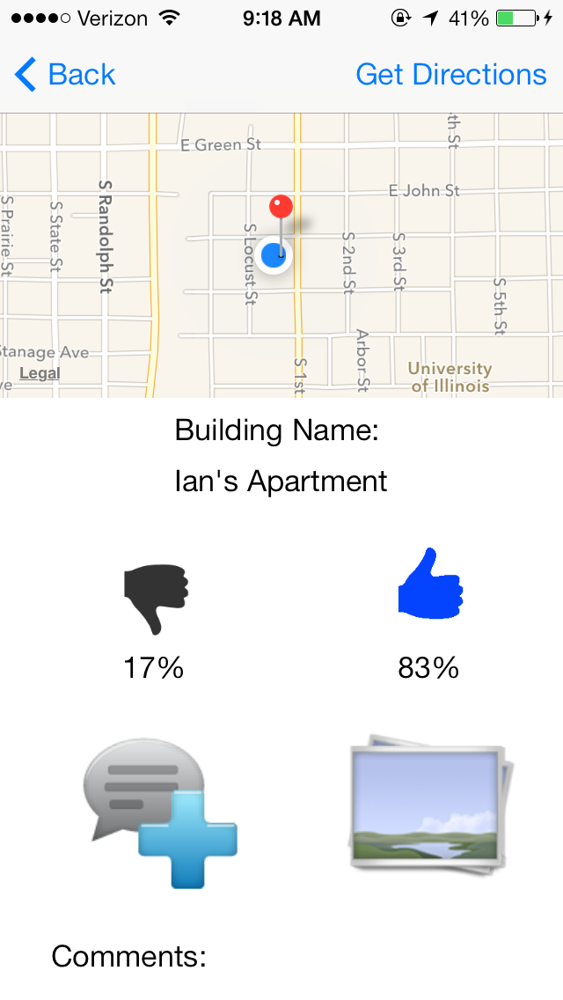 Verizon 9:18 AM 41%
Back Get Directions
E Green St
th St
S Prairie St
S State St
S Randolph St
E John St
S Locust St
S 2nd St
S 3rd St
S 5th St
Stanage Ave
Arbor St
S 1st
Legal
ve
University
of Illinois
Building Name:
Ian's Apartment
17% 83%
Comments: